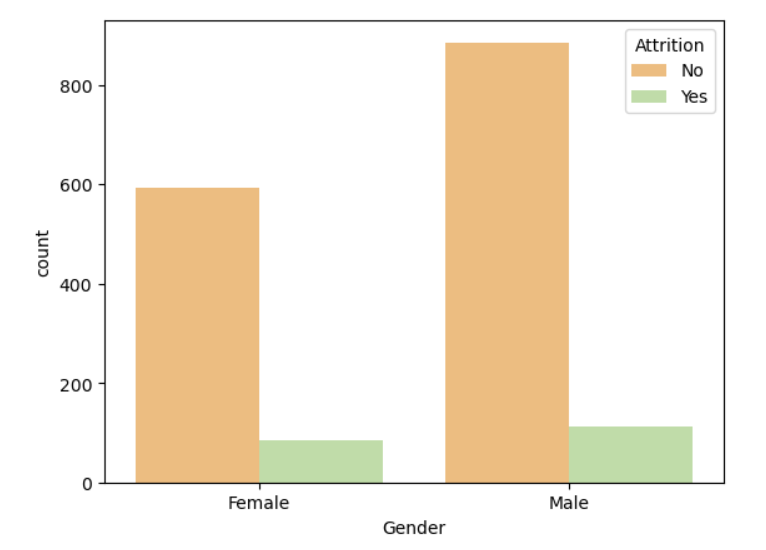 Attrition
No
Yes
800
600
400
200
0
count
Female
Male
Gender